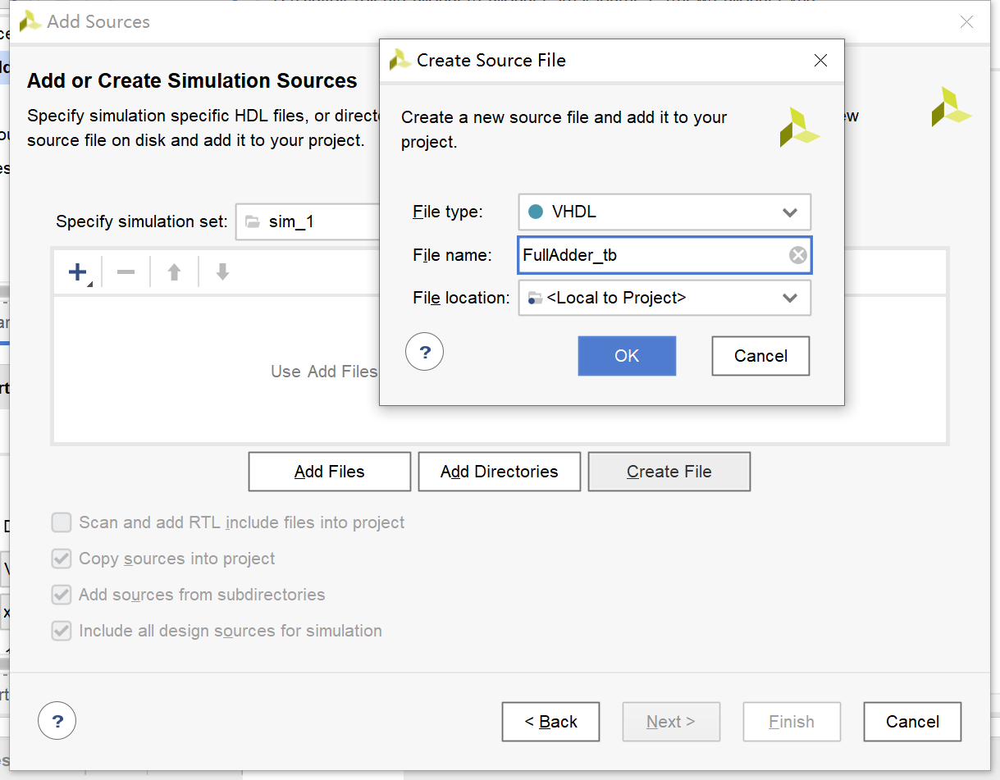 Add Sources
Create Source File
Add or Create Simulation Sources
Specify simulation specific HDL files, or
source file on disk and add it to your project.
Create a new source file and add it to your
project.
Specify simulation set:
sim_1
File type:
VHDL
File name:
FullAdder_tb
File location:
<Local to Project>
?
OK
Cancel
Use Add Files
Add Files
Add Directories
Create File
Scan and add RTL include files into project
Copy sources into project
Add sources from subdirectories
Include all design sources for simulation
?
< Back
Next >
Finish
Cancel